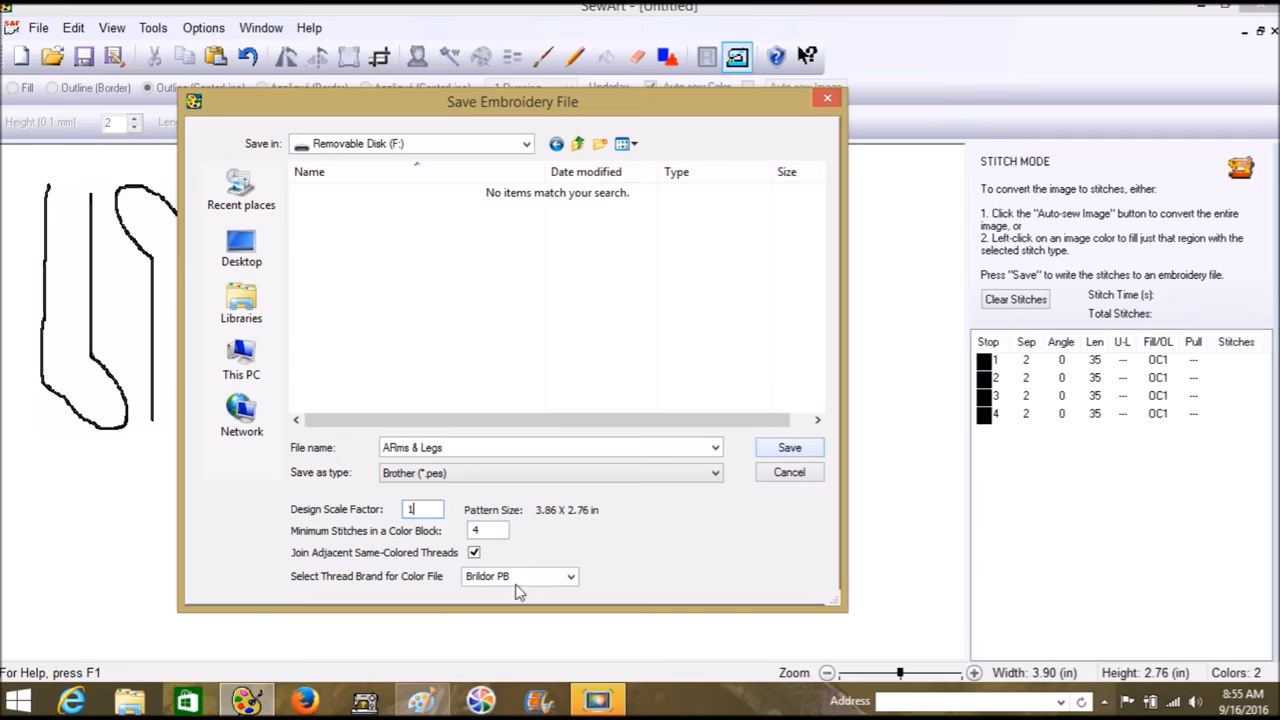 SewArt - [Untitled]
File Edit View Tools Options Window Help
Fill Outline (Border)
Height (0.1 mm) 2
Save Embroidery File
Save in: Removable Disk (F:)
Name Date modified Type Size
No items match your search.
Recent places
Desktop
Libraries
This PC
Network
File name: ARms & Legs Save
Save as type: Brother (*.pes) Cancel
Design Scale Factor: 1 Pattern Size: 3.86 X 2.76 in
Minimum Stitches in a Color Block: 4
Join Adjacent Same-Colored Threads
Select Thread Brand for Color File Brildor PB
STITCH MODE
To convert the image to stitches, either:
1. Click the "Auto-sew Image" button to convert the entire
image, or
2. Left-click on an image color to fill just that region with the
selected stitch type.
Press "Save" to write the stitches to an embroidery file.
Clear Stitches Stitch Time (s):
Total Stitches:
Stop Sep Angle Len U-L Fill/OL Pull Stitches
1 2 0 35 --- OC1 ---
2 2 0 35 --- OC1 ---
3 2 0 35 --- OC1 ---
4 2 0 35 --- OC1 ---
For Help, press F1 Zoom Width: 3.90 (in) Height: 2.76 (in) Colors: 2
Address
8:55 AM
9/16/2016